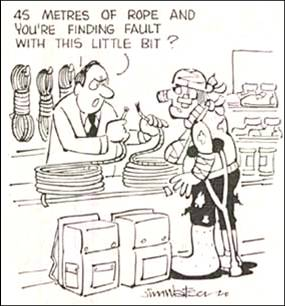 45 METRES OF ROPE AND
YOU'RE FINDING FAULT
WITH THIS LITTLE BIT ?